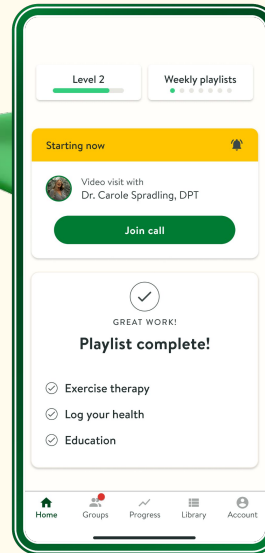 Level 2
Weekly playlists
Starting now
Video visit with
Dr. Carole Spradling, DPT
Join call
GREAT WORK!
Playlist complete!
Exercise therapy
Log your health
Education
Home Groups Progress Library Account